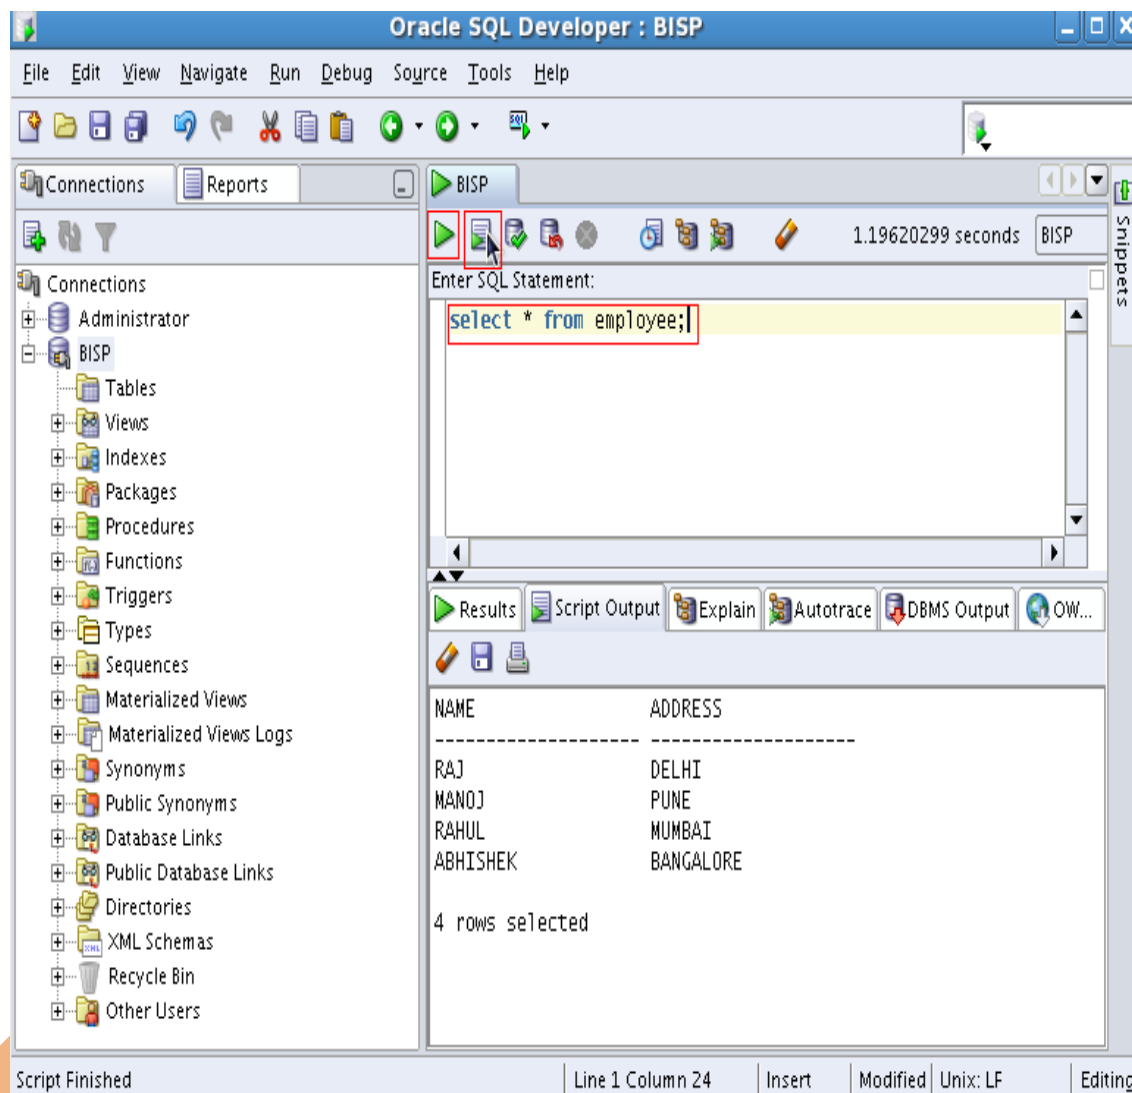 Oracle SQL Developer : BISP
File Edit View Navigate Run Debug Source Tools Help
Connections Reports
BISP
1.19620299 seconds BISP
Snippets
Enter SQL Statement:
select * from employee;
Connections
Administrator
BISP
Tables
Views
Indexes
Packages
Procedures
Functions
Triggers
Types
Sequences
Materialized Views
Materialized Views Logs
Synonyms
Public Synonyms
Database Links
Public Database Links
Directories
XML Schemas
Recycle Bin
Other Users
Results Script Output Explain Autotrace DBMS Output OW...
NAME ADDRESS
-------------------- --------------------
RAJ DELHI
MANOJ PUNE
RAHUL MUMBAI
ABHISHEK BANGALORE
4 rows selected
Script Finished Line 1 Column 24 Insert Modified Unix: LF Editing